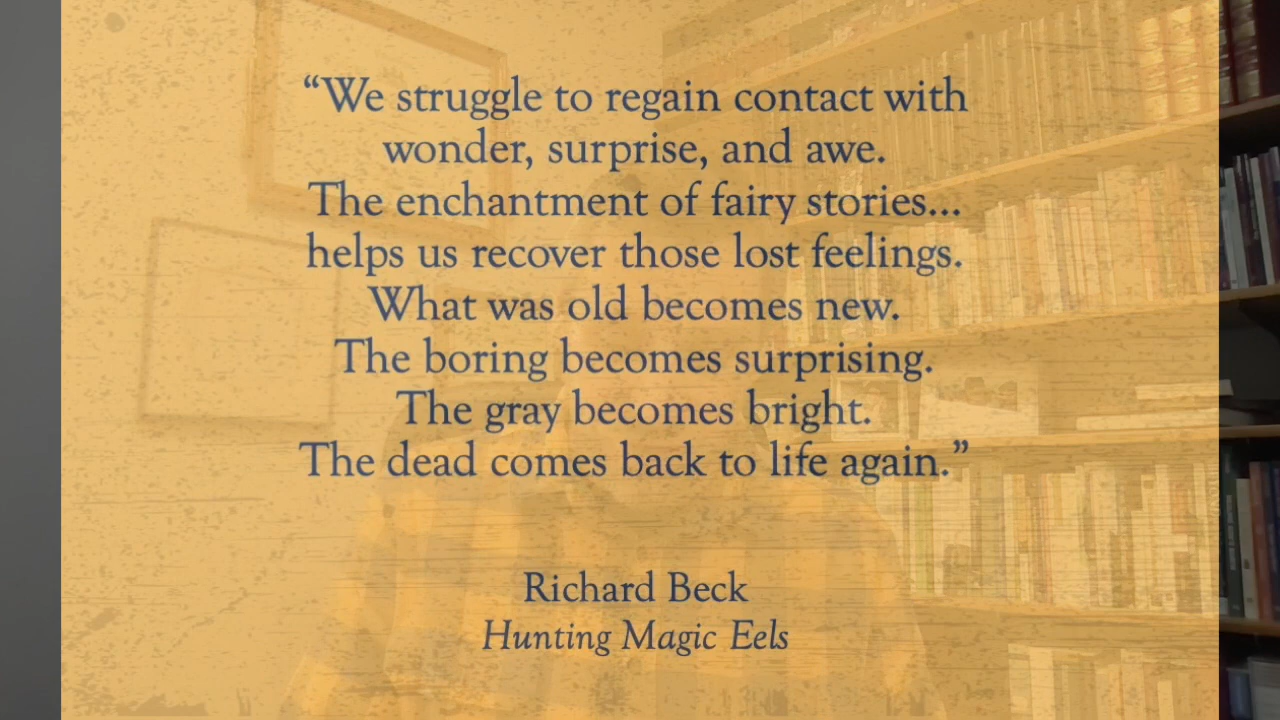 “We struggle to regain contact with
wonder, surprise, and awe.
The enchantment of fairy stories...
helps us recover those lost feelings.
What was old becomes new.
The boring becomes surprising.
The gray becomes bright.
The dead comes back to life again.”
Richard Beck
Hunting Magic Eels